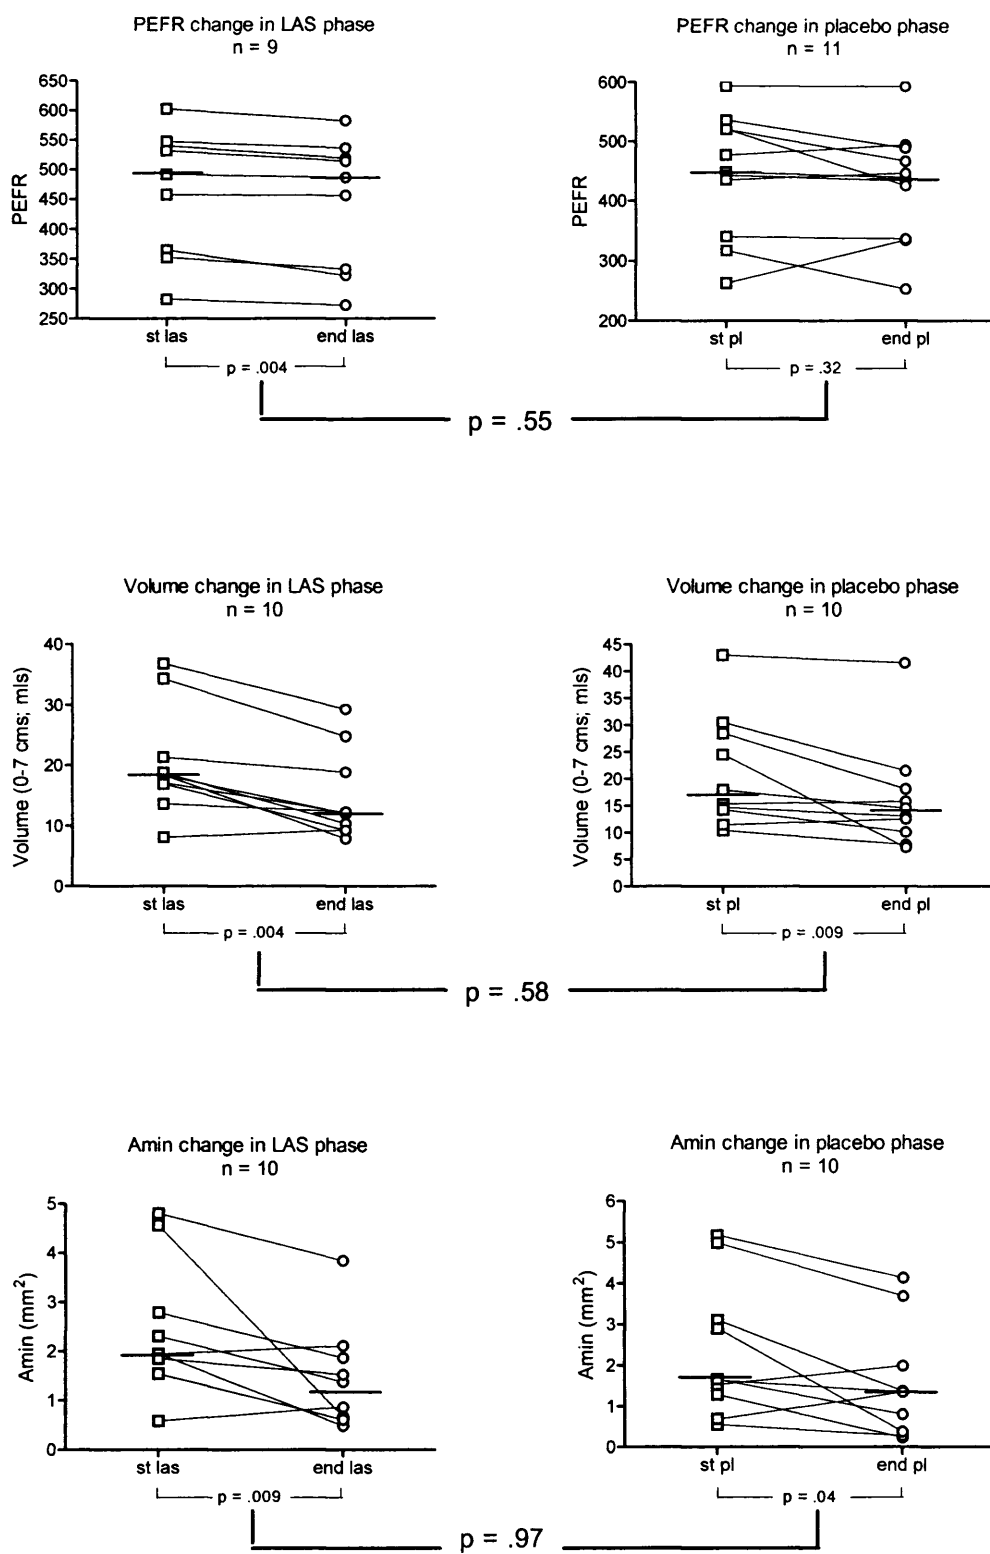 PEFR change in LAS phase
n = 9
PEFR
650
600
550
500
450
400
350
300
250
st las
end las
p = .004
PEFR change in placebo phase
n = 11
PEFR
600
500
400
300
200
st pl
end pl
p = .32
p = .55
Volume change in LAS phase
n = 10
Volume (0-7 cms; mls)
40
30
20
10
0
st las
end las
p = .004
Volume change in placebo phase
n = 10
Volume (0-7 cms; mls)
45
40
35
30
25
20
15
10
5
0
st pl
end pl
p = .009
p = .58
Amin change in LAS phase
n = 10
Amin (mm²)
5
4
3
2
1
0
st las
end las
p = .009
Amin change in placebo phase
n = 10
Amin (mm²)
6
5
4
3
2
1
0
st pl
end pl
p = .04
p = .97